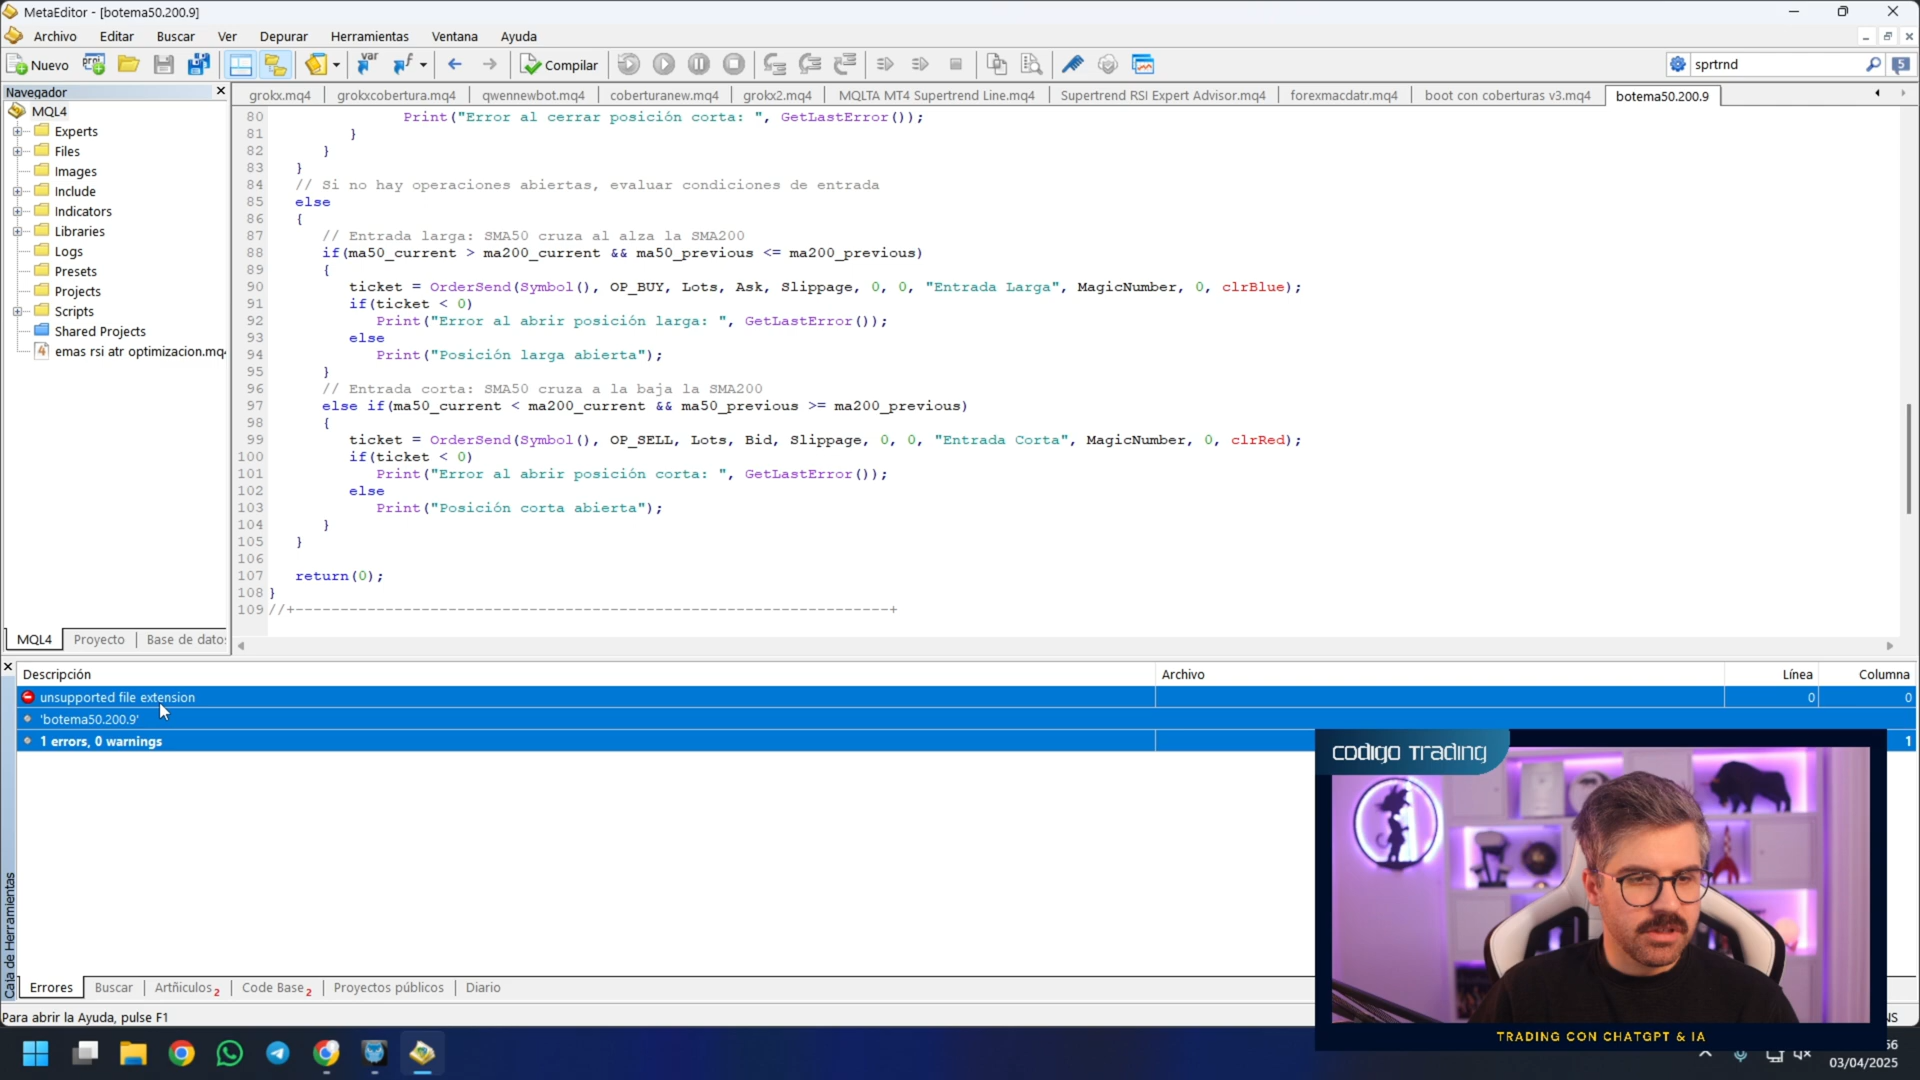 MetaEditor - [botema50.200.9]
Archivo Editar Buscar Ver Depurar Herramientas Ventana Ayuda
Nuevo Compilar sprtrnd 5
Navegador
grokx.mq4 grokxcobertura.mq4 qwennewbot.mq4 coberturanew.mq4 grokx2.mq4 MQLTA MT4 Supertrend Line.mq4 Supertrend RSI Expert Advisor.mq4 forexmacdatr.mq4 boot con coberturas v3.mq4 botema50.200.9
MQL4
Experts
Files
Images
Include
Indicators
Libraries
Logs
Presets
Projects
Scripts
Shared Projects
emas rsi atr optimizacion.mq
MQL4 Proyecto Base de dato
80 Print("Error al cerrar posición corta: ", GetLastError());
81 }
82 }
83 }
84 // Si no hay operaciones abiertas, evaluar condiciones de entrada
85 else
86 {
87 // Entrada larga: SMA50 cruza al alza la SMA200
88 if(ma50_current > ma200_current && ma50_previous <= ma200_previous)
89 {
90 ticket = OrderSend(Symbol(), OP_BUY, Lots, Ask, Slippage, 0, 0, "Entrada Larga", MagicNumber, 0, clrBlue);
91 if(ticket < 0)
92 Print("Error al abrir posición larga: ", GetLastError());
93 else
94 Print("Posición larga abierta");
95 }
96 // Entrada corta: SMA50 cruza a la baja la SMA200
97 else if(ma50_current < ma200_current && ma50_previous >= ma200_previous)
98 {
99 ticket = OrderSend(Symbol(), OP_SELL, Lots, Bid, Slippage, 0, 0, "Entrada Corta", MagicNumber, 0, clrRed);
100 if(ticket < 0)
101 Print("Error al abrir posición corta: ", GetLastError());
102 else
103 Print("Posición corta abierta");
104 }
105 }
106
107 return(0);
108 }
109 //+------------------------------------------------------------------+
Descripción Archivo Línea Columna
unsupported file extension 0 0
'botema50.200.9'
1 errors, 0 warnings 1
Caja de Herramientas
Errores Buscar Artñiculos 2 Code Base 2 Proyectos públicos Diario
Para abrir la Ayuda, pulse F1
codigo Trading
TRADING CON CHATGPT & IA
03/04/2025